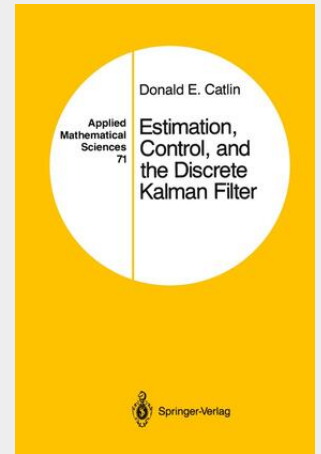 Donald E. Catlin
Applied
Mathematical
Sciences
71
Estimation,
Control, and
the Discrete
Kalman Filter
Springer-Verlag